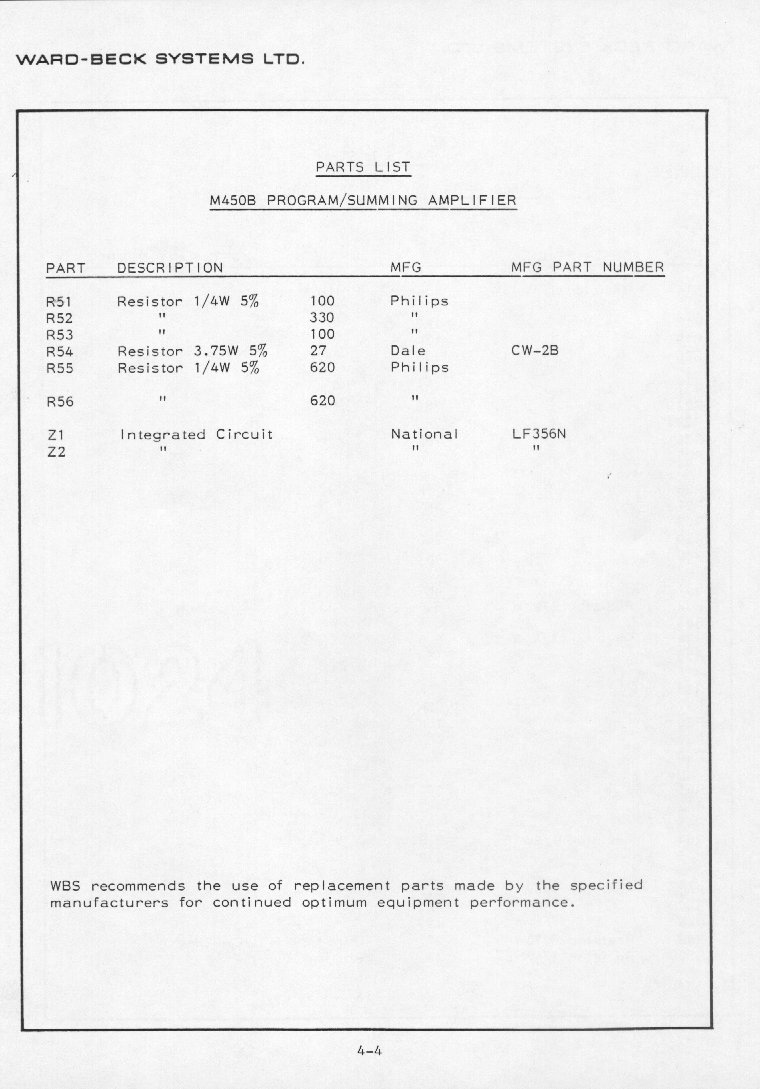 WARD-BECK SYSTEMS LTD.
PARTS LIST
M450B PROGRAM/SUMMING AMPLIFIER
PART DESCRIPTION MFG MFG PART NUMBER
R51 Resistor 1/4W 5% 100 Philips
R52 " 330 "
R53 " 100 "
R54 Resistor 3.75W 5% 27 Dale CW-2B
R55 Resistor 1/4W 5% 620 Philips
R56 " 620 "
Z1 Integrated Circuit National LF356N
Z2 " " "
WBS recommends the use of replacement parts made by the specified
manufacturers for continued optimum equipment performance.
4-4